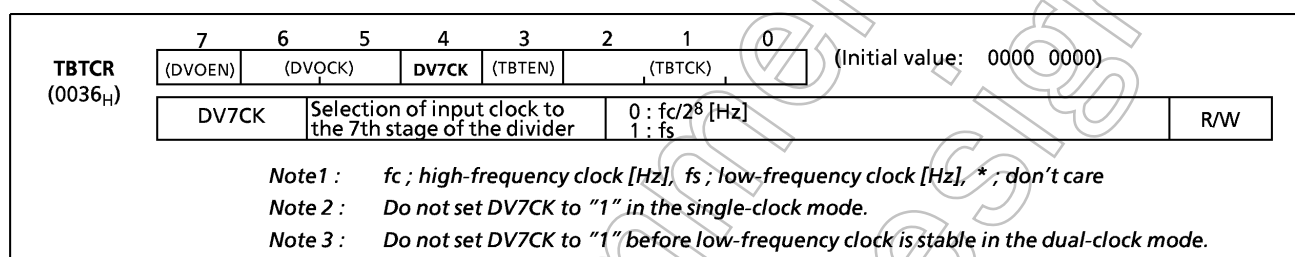 7 6 5 4 3 2 1 0
TBTCR (DVOEN) (DVOCK) DV7CK (TBTEN) (TBTCK) (Initial value: 0000 0000)
(0036H)
DV7CK Selection of input clock to the 7th stage of the divider 0 : fc/2⁸ [Hz] R/W
1 : fs
Note1 : fc ; high-frequency clock [Hz], fs ; low-frequency clock [Hz], * ; don't care
Note 2 : Do not set DV7CK to "1" in the single-clock mode.
Note 3 : Do not set DV7CK to "1" before low-frequency clock is stable in the dual-clock mode.